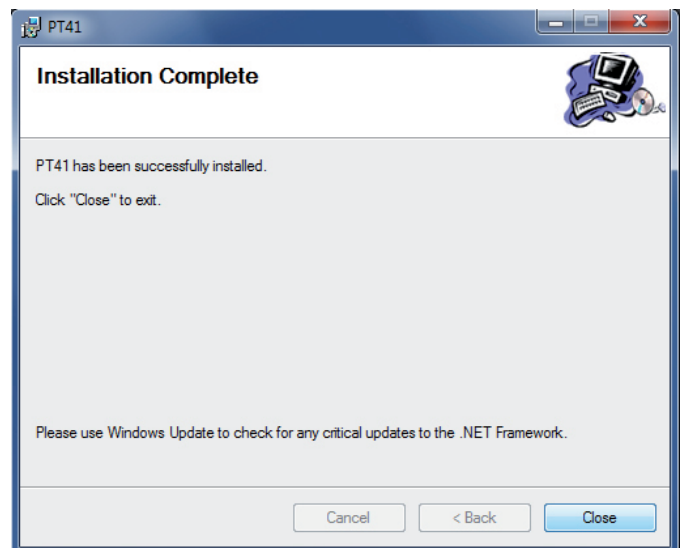 PT41
Installation Complete
PT41 has been successfully installed.
Click "Close" to exit.
Please use Windows Update to check for any critical updates to the .NET Framework.
Cancel
< Back
Close